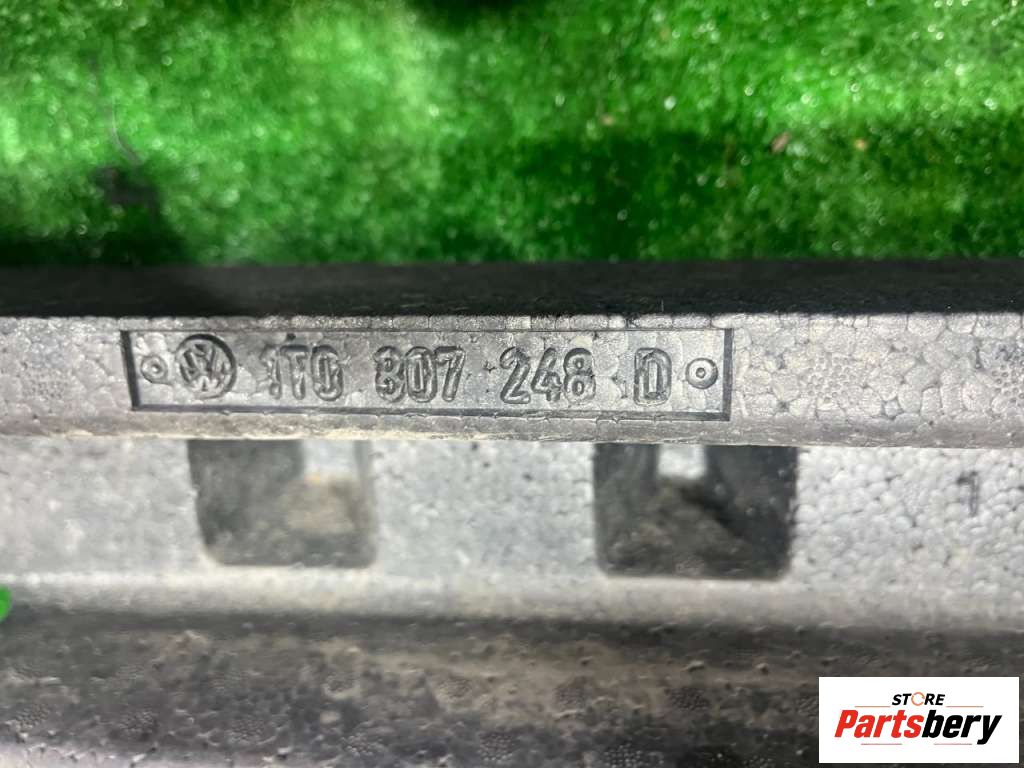 1T0 807 248 D
STORE
Partsbery